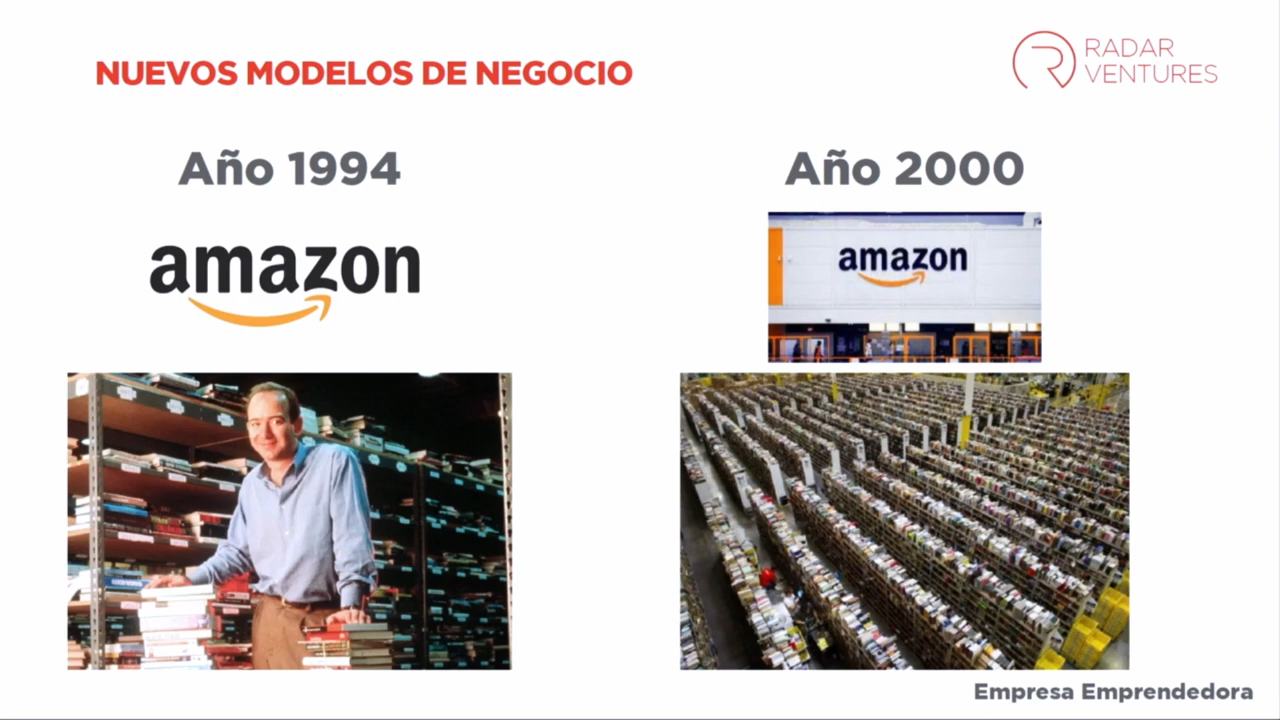 NUEVOS MODELOS DE NEGOCIO
RADAR
VENTURES
Año 1994
Año 2000
amazon
amazon
Empresa Emprendedora